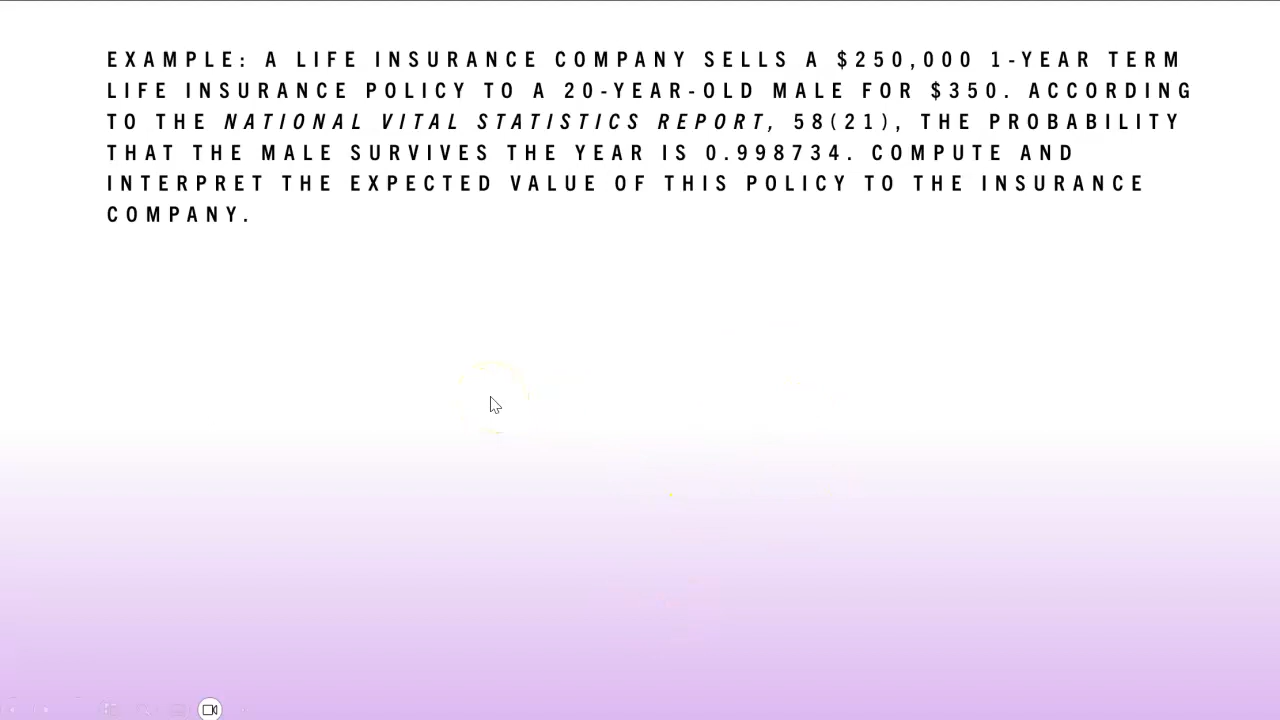 EXAMPLE: A LIFE INSURANCE COMPANY SELLS A $250,000 1-YEAR TERM
LIFE INSURANCE POLICY TO A 20-YEAR-OLD MALE FOR $350. ACCORDING
TO THE NATIONAL VITAL STATISTICS REPORT, 58(21), THE PROBABILITY
THAT THE MALE SURVIVES THE YEAR IS 0.998734. COMPUTE AND
INTERPRET THE EXPECTED VALUE OF THIS POLICY TO THE INSURANCE
COMPANY.